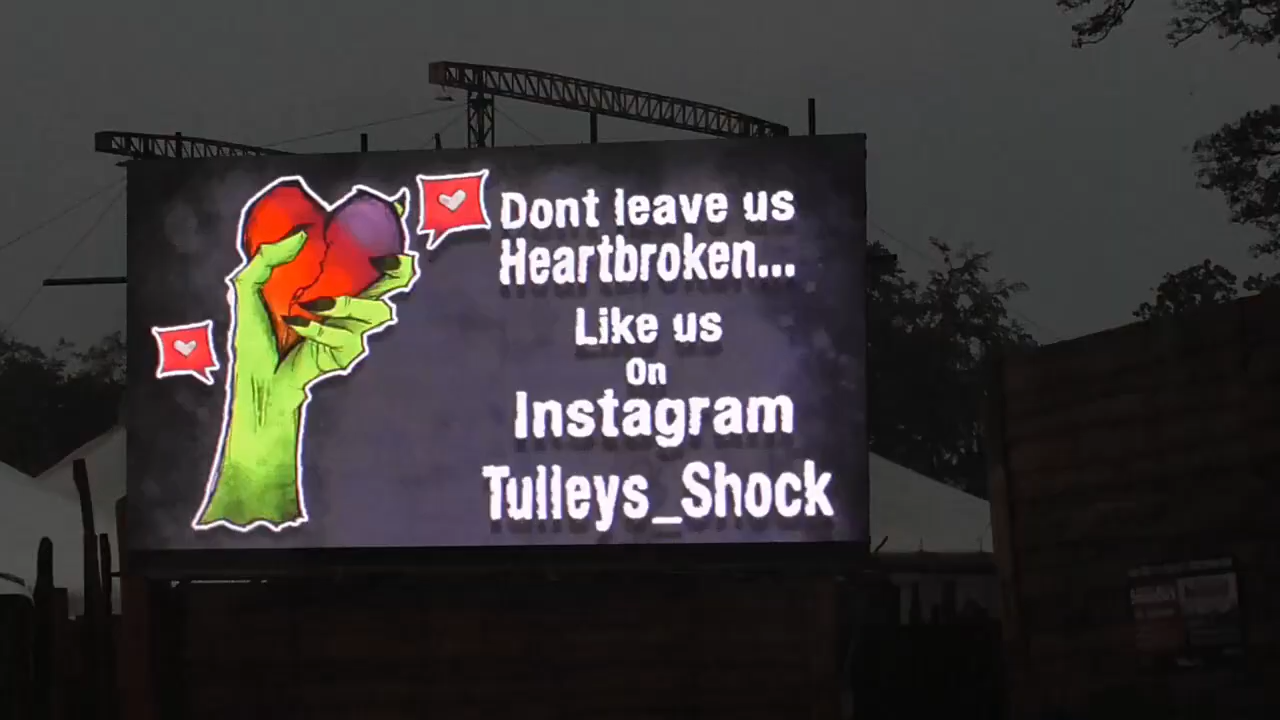 Dont leave us
Heartbroken...
Like us
On
Instagram
Tulleys_Shock